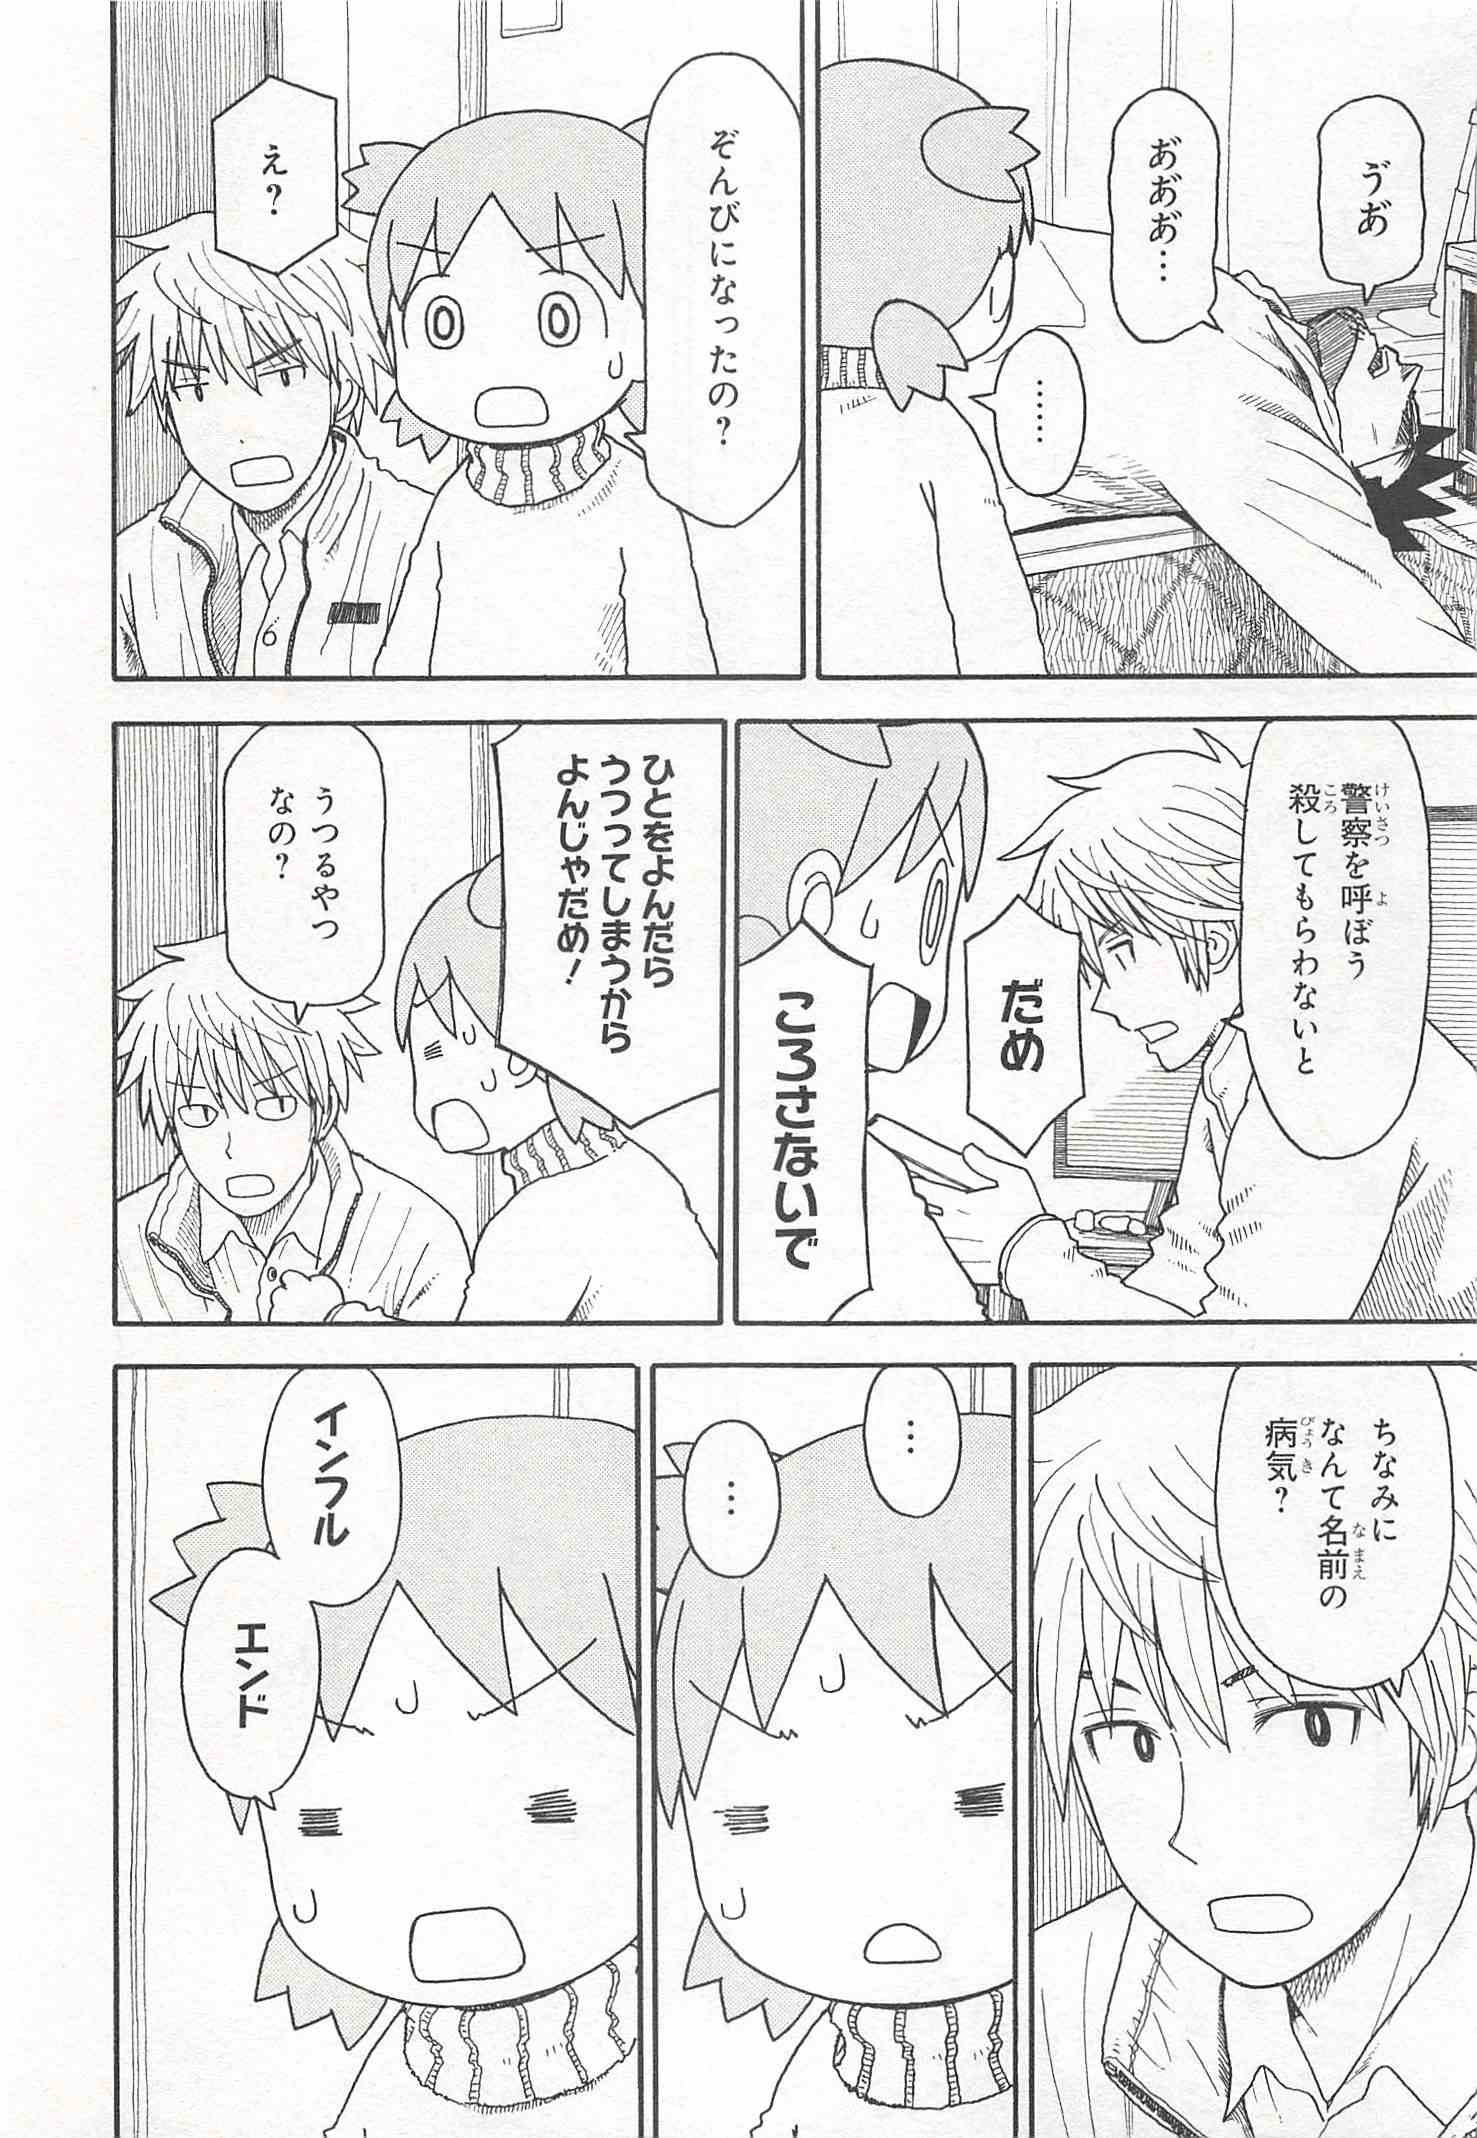 ゔあ゙
あ゙あ゙あ゙…
……
ぞんびになったの？
え？
警察を呼ぼう
殺してもらわないと
だめ
ころさないで
ひとをよんだら
うつってしまうから
よんじゃだめ！
うつるやつ
なの？
ちなみに
なんて名前の
病気？
…
…
インフル
エンド